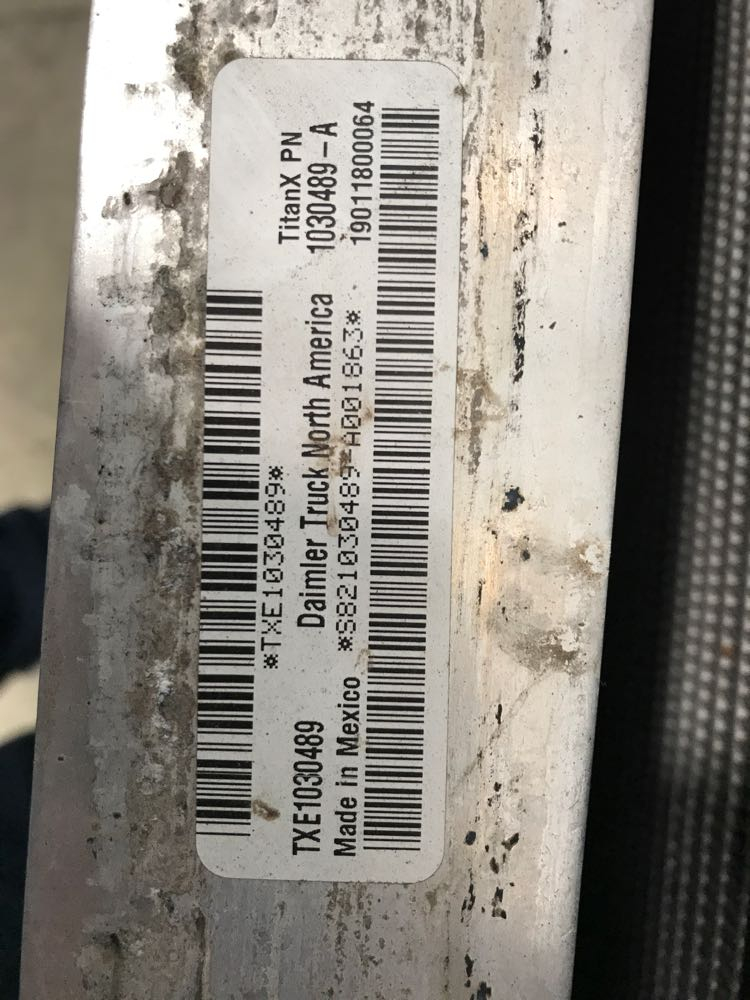 *TXE1030489*
TXE1030489
Daimler Truck North America
TitanX PN
1030489-A
Made in Mexico
*S821030489-A001863*
19011800064